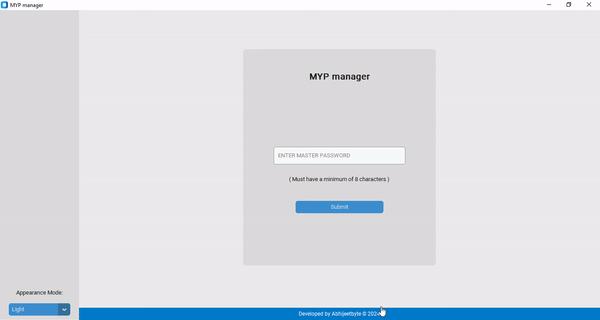 MYP manager
MYP manager
ENTER MASTER PASSWORD
( Must have a minimum of 8 characters )
Submit
Appearance Mode:
Light
Developed by Abhijeetbyte © 2024